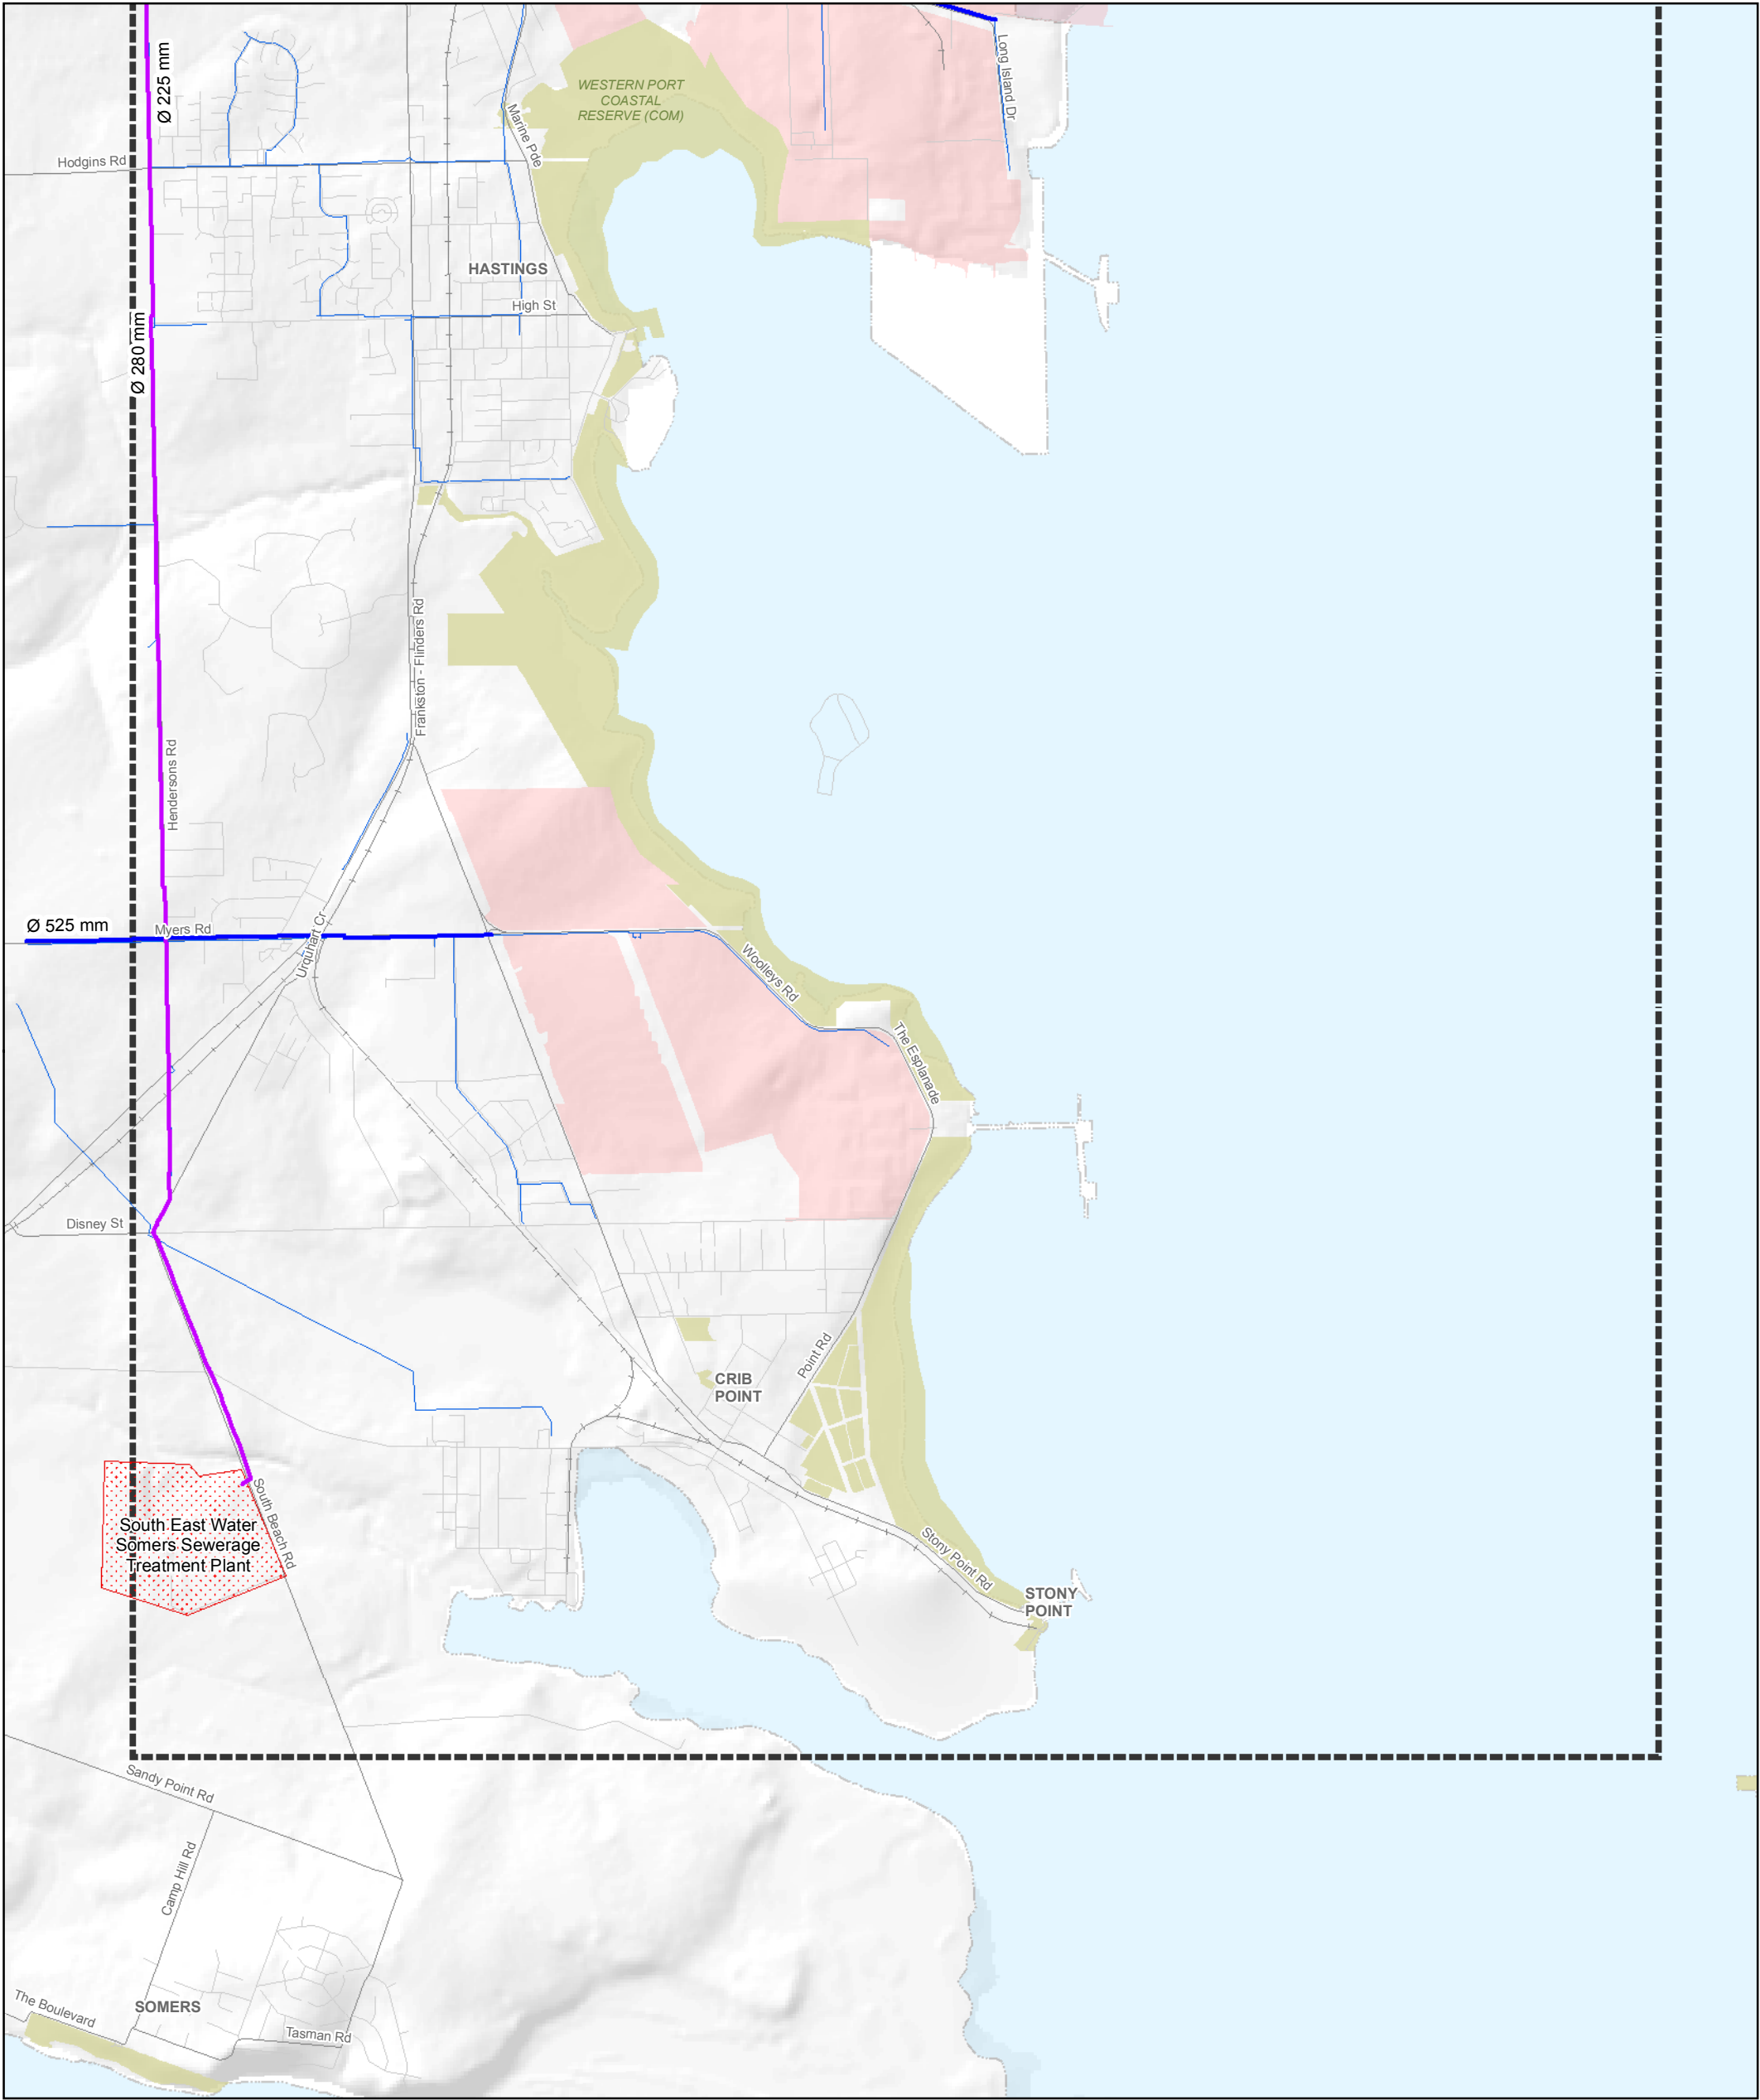 Ø 225 mm
Long Island Dr
WESTERN PORT
COASTAL
RESERVE (COM)
Marine Pde
Hodgins Rd
HASTINGS
High St
Ø 280 mm
Frankston - Flinders Rd
Hendersons Rd
Ø 525 mm
Myers Rd
Urquhart Cr
Woolleys Rd
The Esplanade
Disney St
Point Rd
CRIB
POINT
South Beach Rd
South East Water
Somers Sewerage
Treatment Plant
Stony Point Rd
STONY
POINT
Sandy Point Rd
Camp Hill Rd
The Boulevard
SOMERS
Tasman Rd